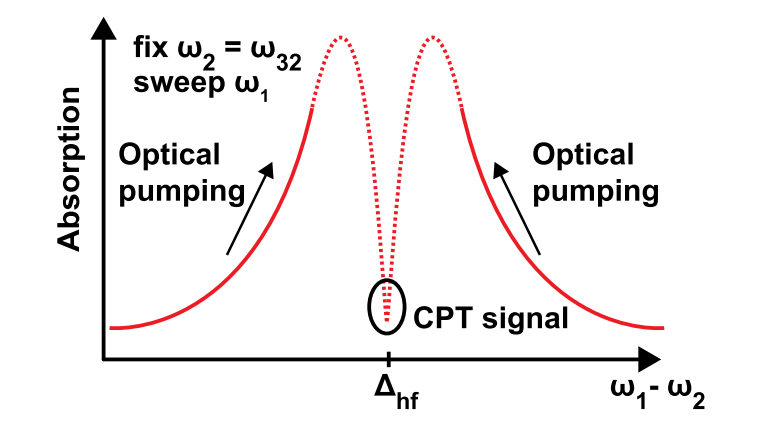 fix ω₂ = ω₃₂
sweep ω₁
Absorption
Optical
pumping
Optical
pumping
CPT signal
Δhf
ω₁- ω₂